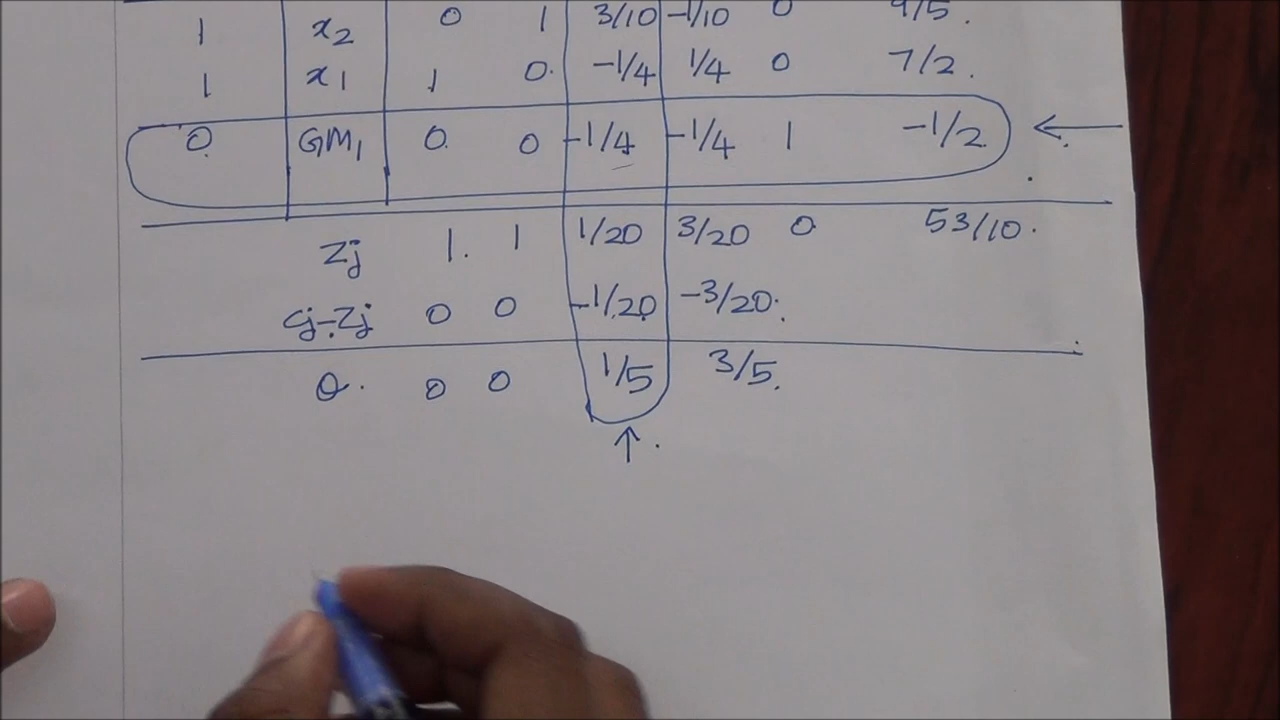 1 x2 0 1 3/10 -1/10 0 9/5.
1 x1 1 0. -1/4 1/4 0 7/2.
0 GM1 0 0 -1/4 -1/4 1 -1/2 ←
Zj 1. 1 1/20 3/20 0 53/10.
Cj-Zj 0 0 -1/20 -3/20.
θ. 0 0 1/5 3/5.
↑